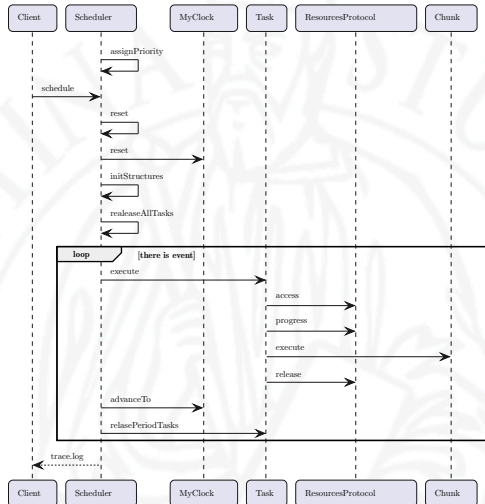 Client Scheduler MyClock Task ResourcesProtocol Chunk
assignPriority
schedule
reset
reset
initStructures
realeaseAllTasks
loop [there is event]
execute
access
progress
execute
release
advanceTo
relasePeriodTasks
trace.log
Client Scheduler MyClock Task ResourcesProtocol Chunk